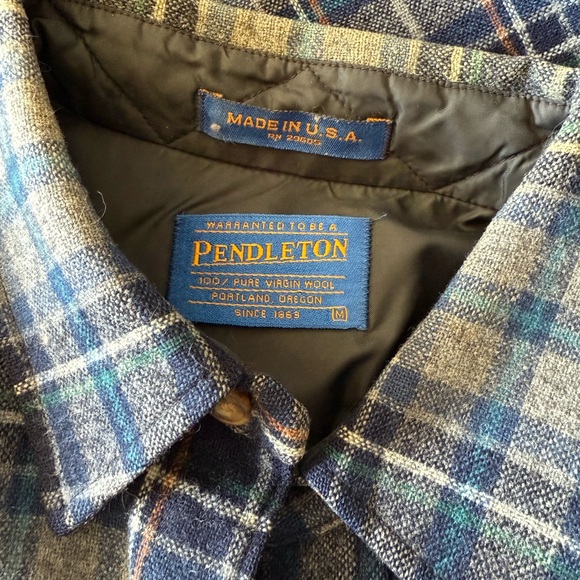 MADE IN U.S.A.
RN 29685
WARRANTED TO BE A
PENDLETON
100% PURE VIRGIN WOOL
PORTLAND, OREGON
SINCE 1863
M